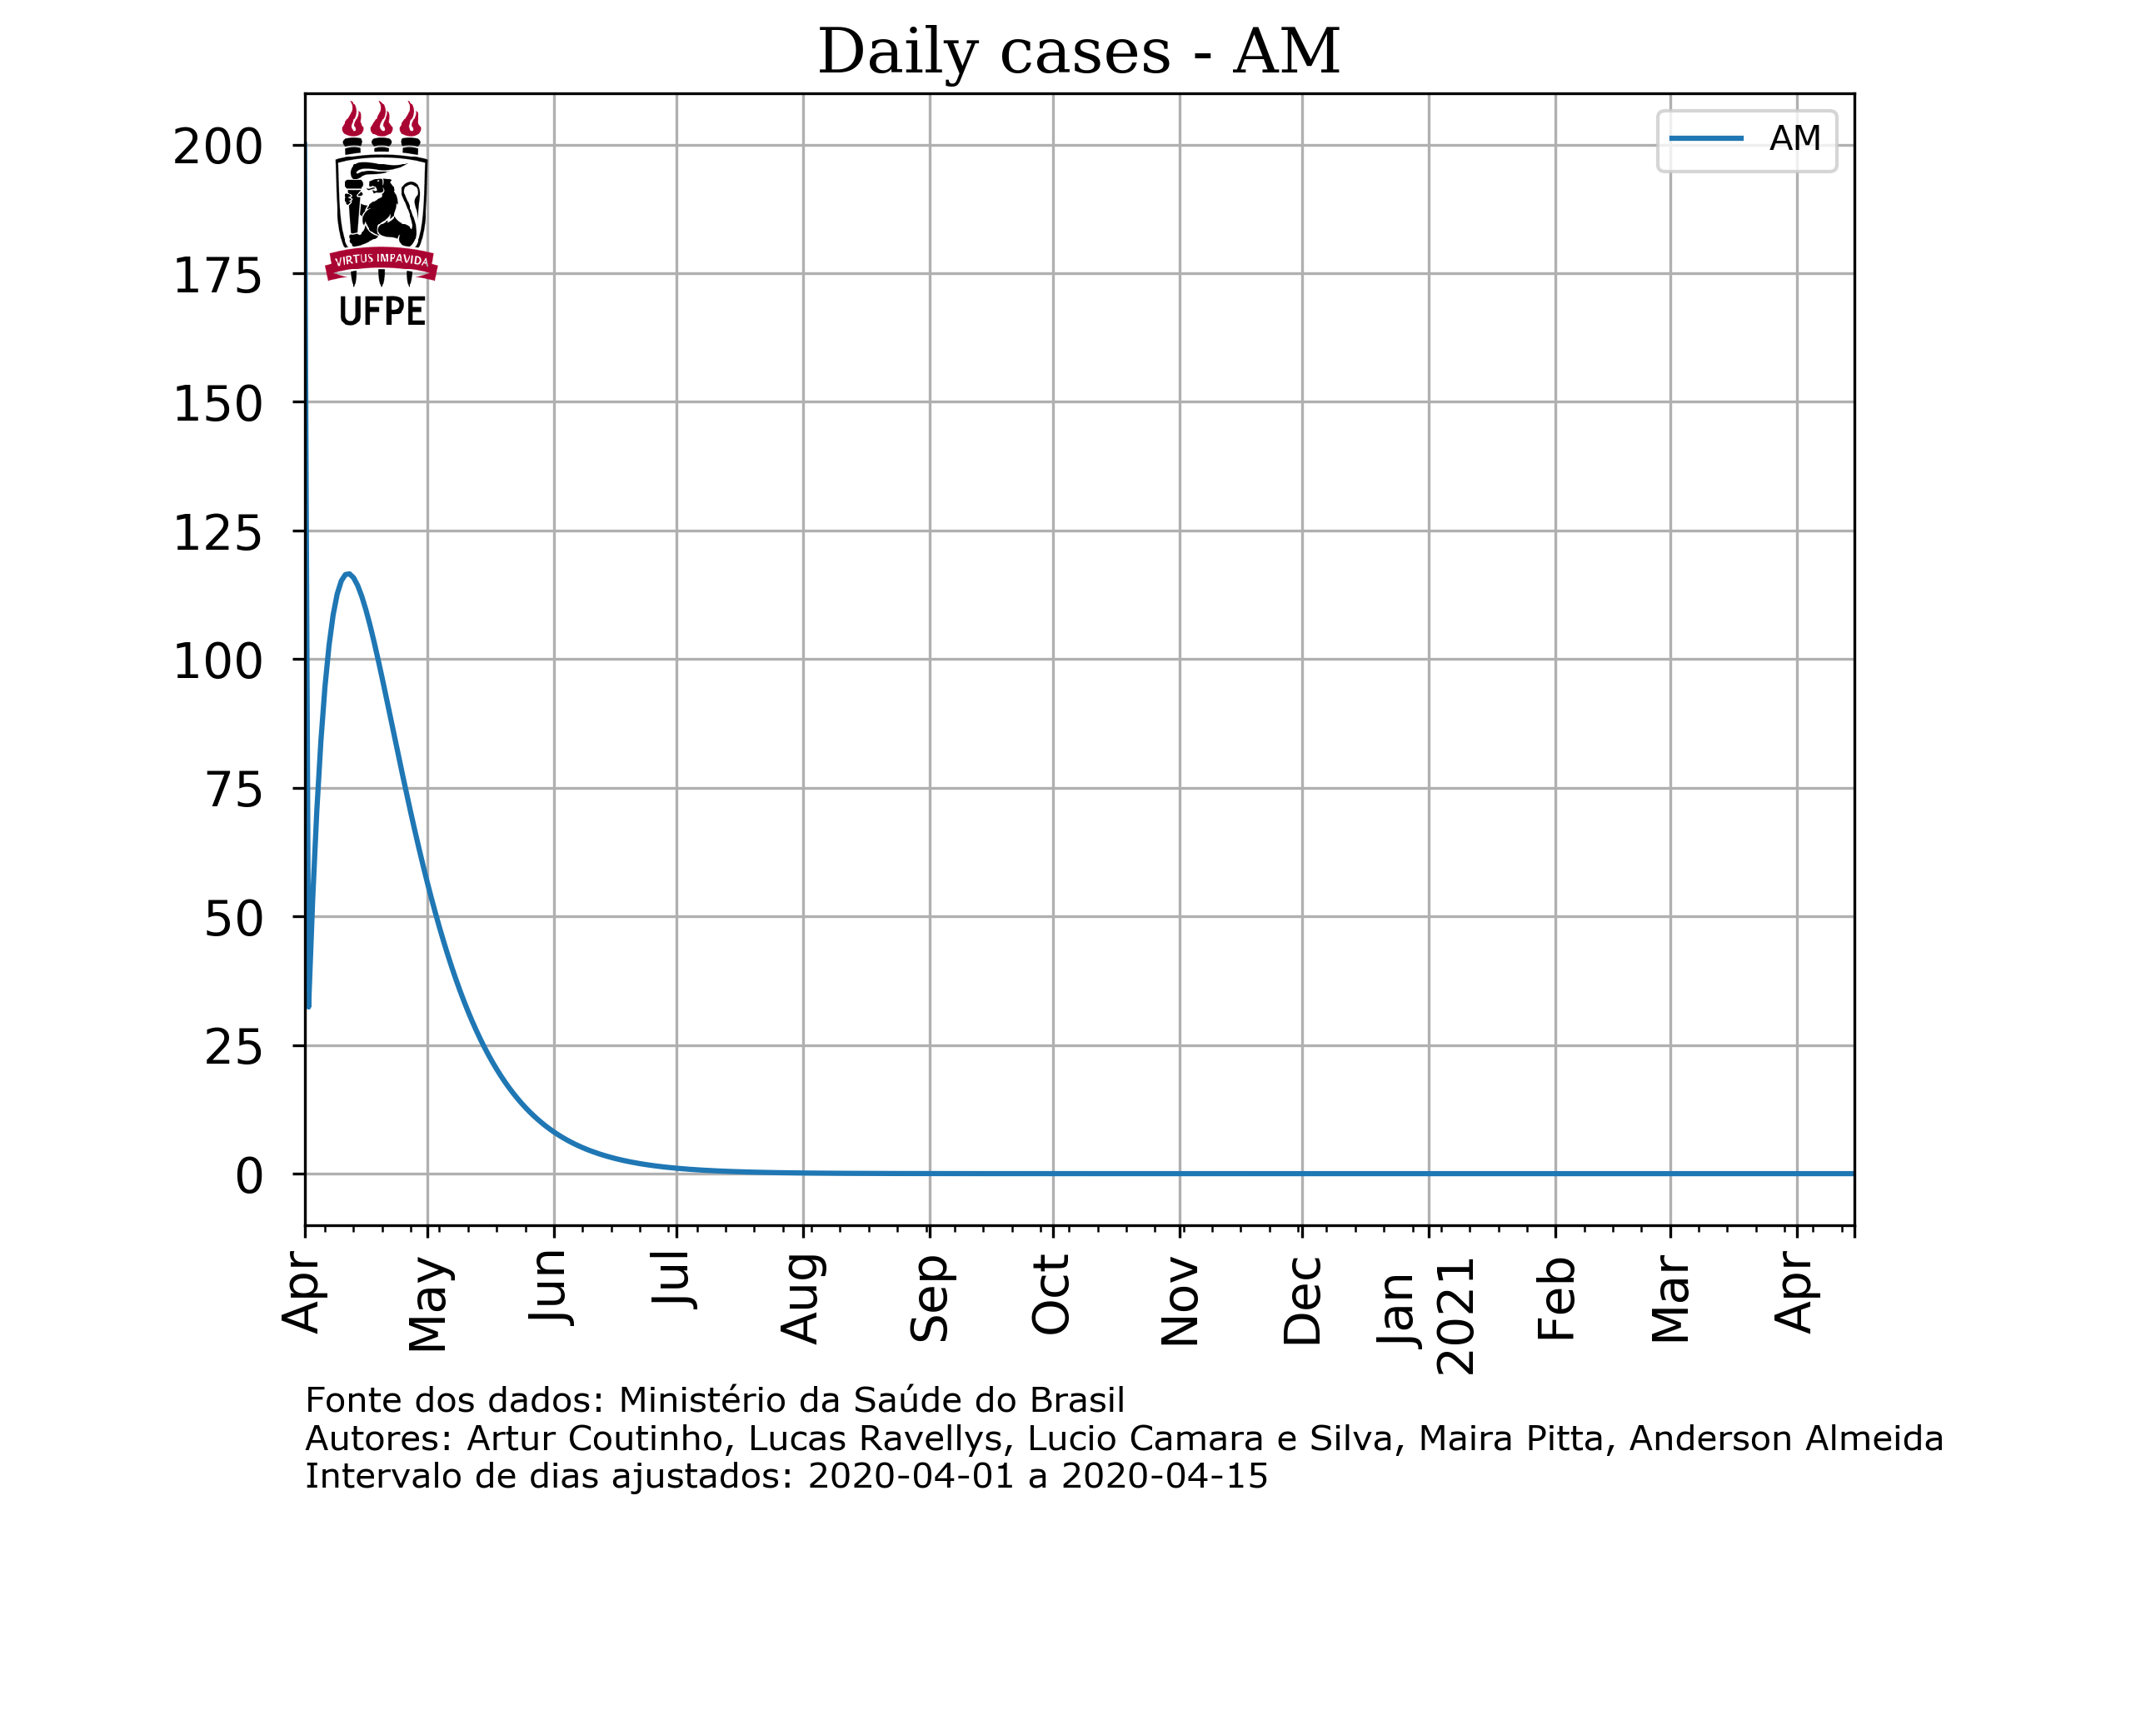 Daily cases - AM
AM
200
175
150
125
100
75
50
25
0
VIRTUS IMPAVIDA
UFPE
Apr
May
Jun
Jul
Aug
Sep
Oct
Nov
Dec
Jan
2021
Feb
Mar
Apr
Fonte dos dados: Ministério da Saúde do Brasil
Autores: Artur Coutinho, Lucas Ravellys, Lucio Camara e Silva, Maira Pitta, Anderson Almeida
Intervalo de dias ajustados: 2020-04-01 a 2020-04-15